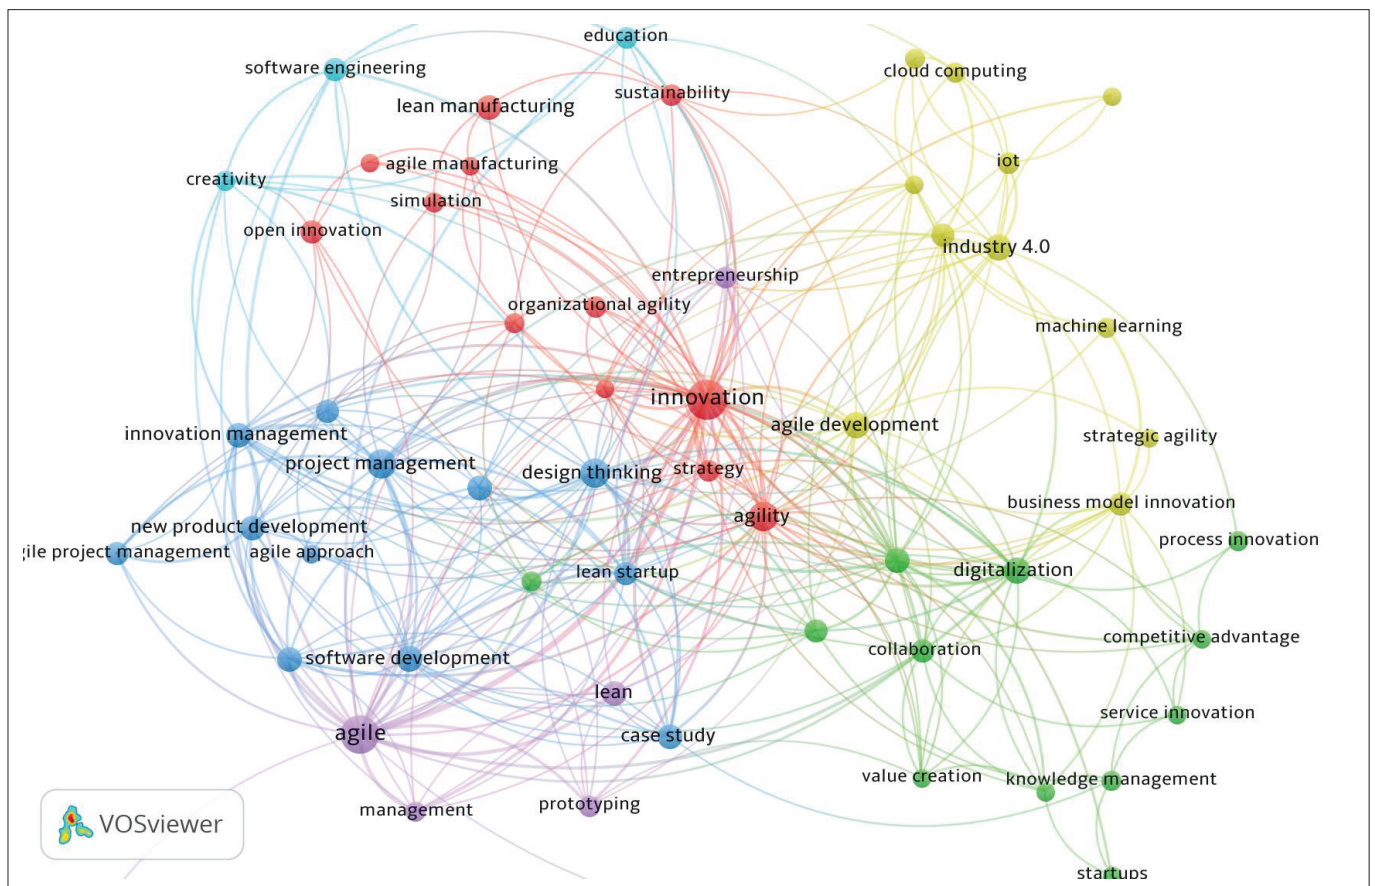 education
software engineering
cloud computing
sustainability
lean manufacturing
iot
agile manufacturing
creativity
simulation
open innovation
industry 4.0
entrepreneurship
organizational agility
machine learning
innovation
agile development
innovation management
strategic agility
project management
design thinking
strategy
business model innovation
agility
new product development
process innovation
gile project management
agile approach
lean startup
digitalization
competitive advantage
collaboration
software development
lean
service innovation
agile
case study
value creation
knowledge management
prototyping
management
VOSviewer
startups